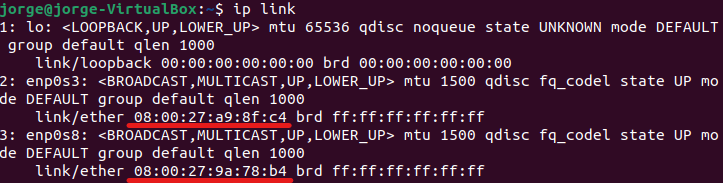 jorge@jorge-VirtualBox:~$ ip link
1: lo: <LOOPBACK,UP,LOWER_UP> mtu 65536 qdisc noqueue state UNKNOWN mode DEFAULT
 group default qlen 1000
    link/loopback 00:00:00:00:00:00 brd 00:00:00:00:00:00
2: enp0s3: <BROADCAST,MULTICAST,UP,LOWER_UP> mtu 1500 qdisc fq_codel state UP mo
de DEFAULT group default qlen 1000
    link/ether 08:00:27:a9:8f:c4 brd ff:ff:ff:ff:ff:ff
3: enp0s8: <BROADCAST,MULTICAST,UP,LOWER_UP> mtu 1500 qdisc fq_codel state UP mo
de DEFAULT group default qlen 1000
    link/ether 08:00:27:9a:78:b4 brd ff:ff:ff:ff:ff:ff